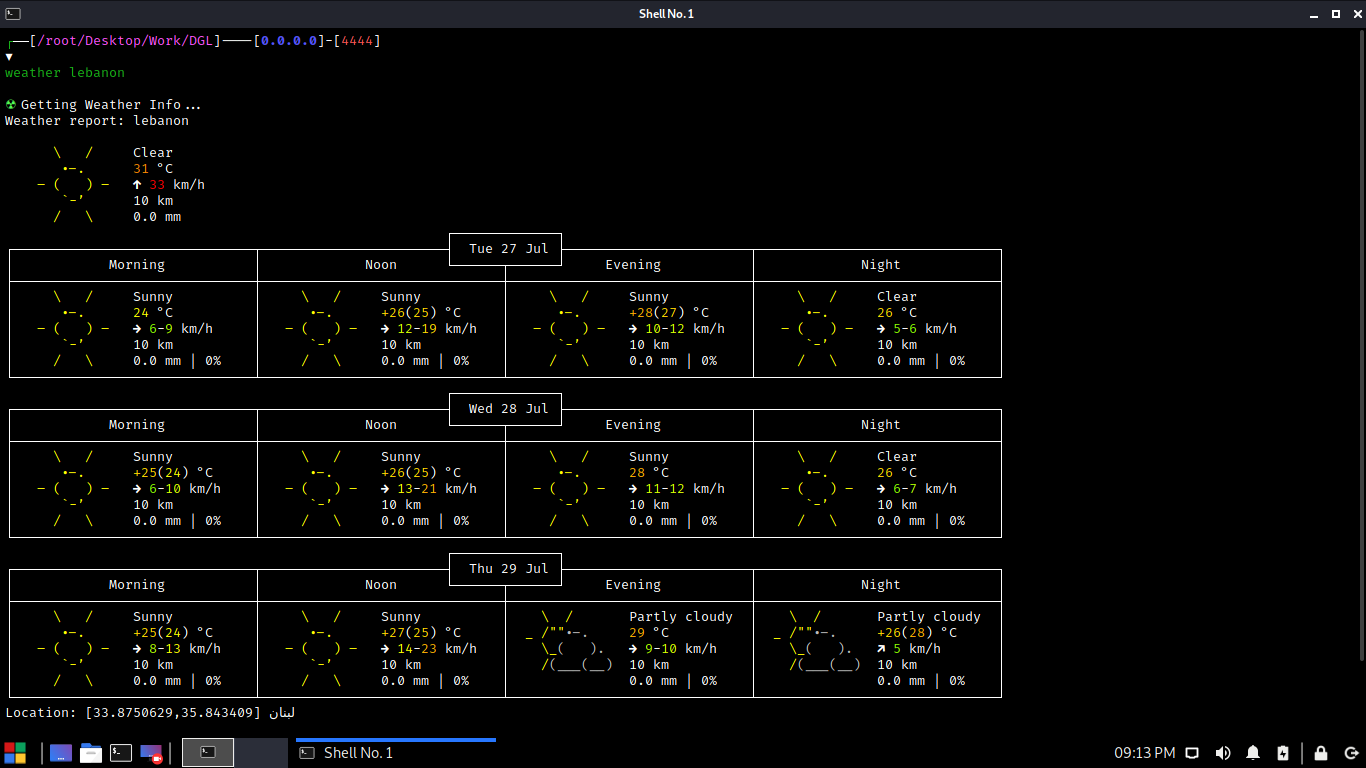 Shell No. 1
┌──[/root/Desktop/Work/DGL]────[0.0.0.0]-[4444]
▼
weather lebanon
☢ Getting Weather Info...
Weather report: lebanon
Clear
31 °C
↑ 33 km/h
10 km
0.0 mm
Tue 27 Jul
Morning Noon Evening Night
Sunny Sunny Sunny Clear
24 °C +26(25) °C +28(27) °C 26 °C
→ 6-9 km/h → 12-19 km/h → 10-12 km/h → 5-6 km/h
10 km 10 km 10 km 10 km
0.0 mm | 0% 0.0 mm | 0% 0.0 mm | 0% 0.0 mm | 0%
Wed 28 Jul
Morning Noon Evening Night
Sunny Sunny Sunny Clear
+25(24) °C +26(25) °C 28 °C 26 °C
→ 6-10 km/h → 13-21 km/h → 11-12 km/h → 6-7 km/h
10 km 10 km 10 km 10 km
0.0 mm | 0% 0.0 mm | 0% 0.0 mm | 0% 0.0 mm | 0%
Thu 29 Jul
Morning Noon Evening Night
Sunny Sunny Partly cloudy Partly cloudy
+25(24) °C +27(25) °C 29 °C +26(28) °C
→ 8-13 km/h → 14-23 km/h → 9-10 km/h ↗ 5 km/h
10 km 10 km 10 km 10 km
0.0 mm | 0% 0.0 mm | 0% 0.0 mm | 0% 0.0 mm | 0%
Location: لبنان [33.8750629,35.843409]
Shell No. 1 09:13 PM